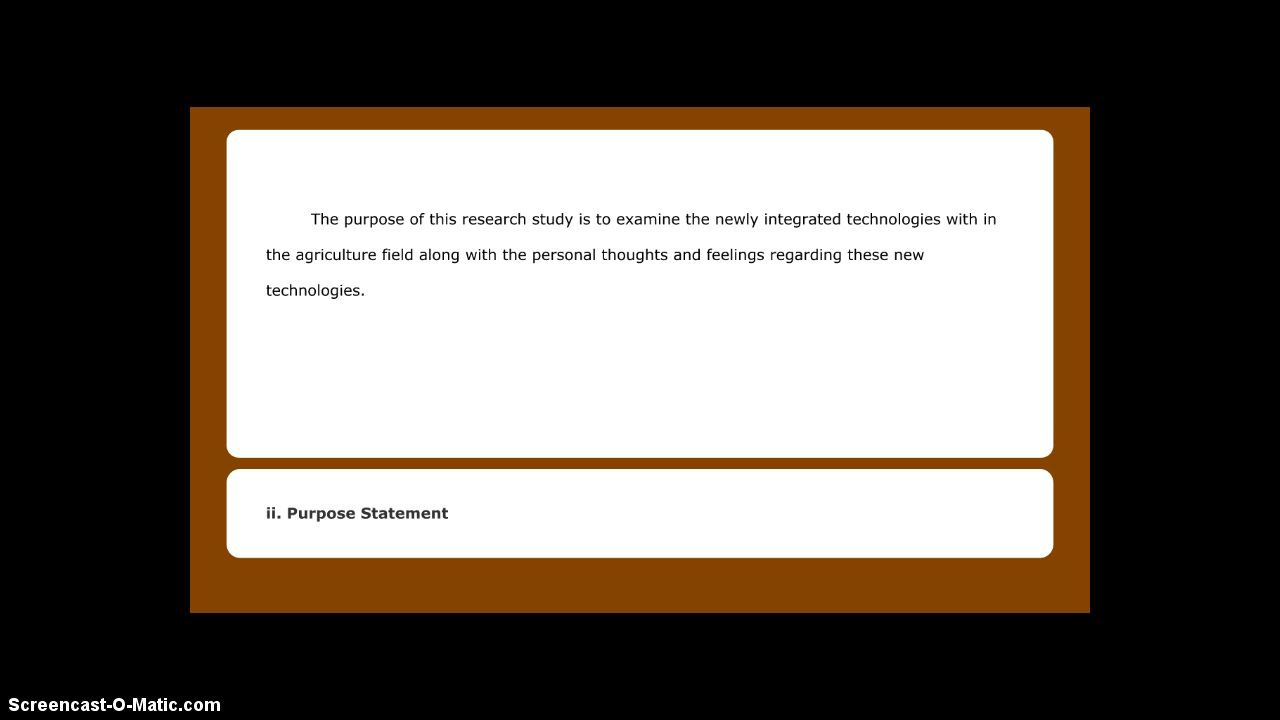 The purpose of this research study is to examine the newly integrated technologies with in
the agriculture field along with the personal thoughts and feelings regarding these new
technologies.
ii. Purpose Statement
Screencast-O-Matic.com